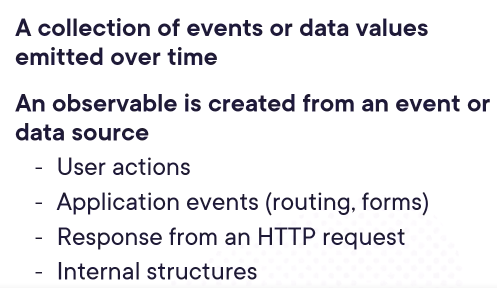 A collection of events or data values
emitted over time
An observable is created from an event or
data source
- User actions
- Application events (routing, forms)
- Response from an HTTP request
- Internal structures